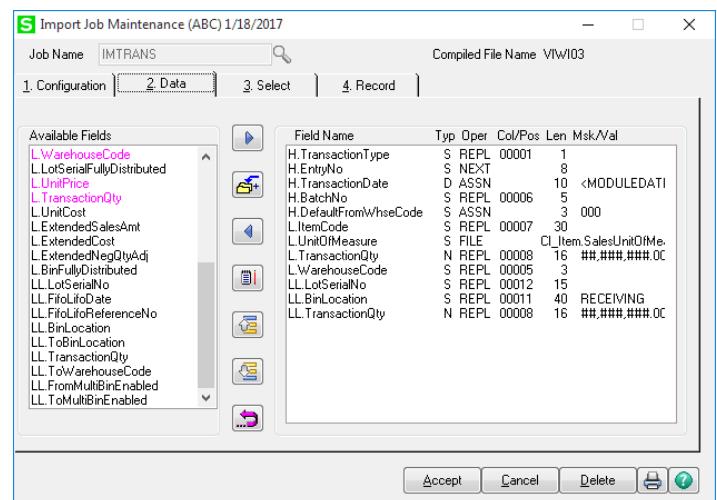 S Import Job Maintenance (ABC) 1/18/2017
Job Name IMTRANS Compiled File Name VIWI03
1. Configuration 2. Data 3. Select 4. Record
Available Fields
L.WarehouseCode
L.LotSerialFullyDistributed
L.UnitPrice
L.TransactionQty
L.UnitCost
L.ExtendedSalesAmt
L.ExtendedCost
L.ExtendedNegQtyAdj
L.BinFullyDistributed
LL.LotSerialNo
LL.FifoLifoDate
LL.FifoLifoReferenceNo
LL.BinLocation
LL.ToBinLocation
LL.TransactionQty
LL.ToWarehouseCode
LL.FromMultiBinEnabled
LL.ToMultiBinEnabled
Field Name Typ Oper Col/Pos Len Msk/Val
H.TransactionType S REPL 00001 1
H.EntryNo S NEXT 8
H.TransactionDate D ASSN 10 <MODULEDATI
H.BatchNo S REPL 00006 5
H.DefaultFromWhseCode S ASSN 3 000
L.ItemCode S REPL 00007 30
L.UnitOfMeasure S FILE CI_Item.SalesUnitOfMe
L.TransactionQty N REPL 00008 16 ##,###,###.00
L.WarehouseCode S REPL 00005 3
LL.LotSerialNo S REPL 00012 15
LL.BinLocation S REPL 00011 40 RECEIVING
LL.TransactionQty N REPL 00008 16 ##,###,###.00
Accept Cancel Delete